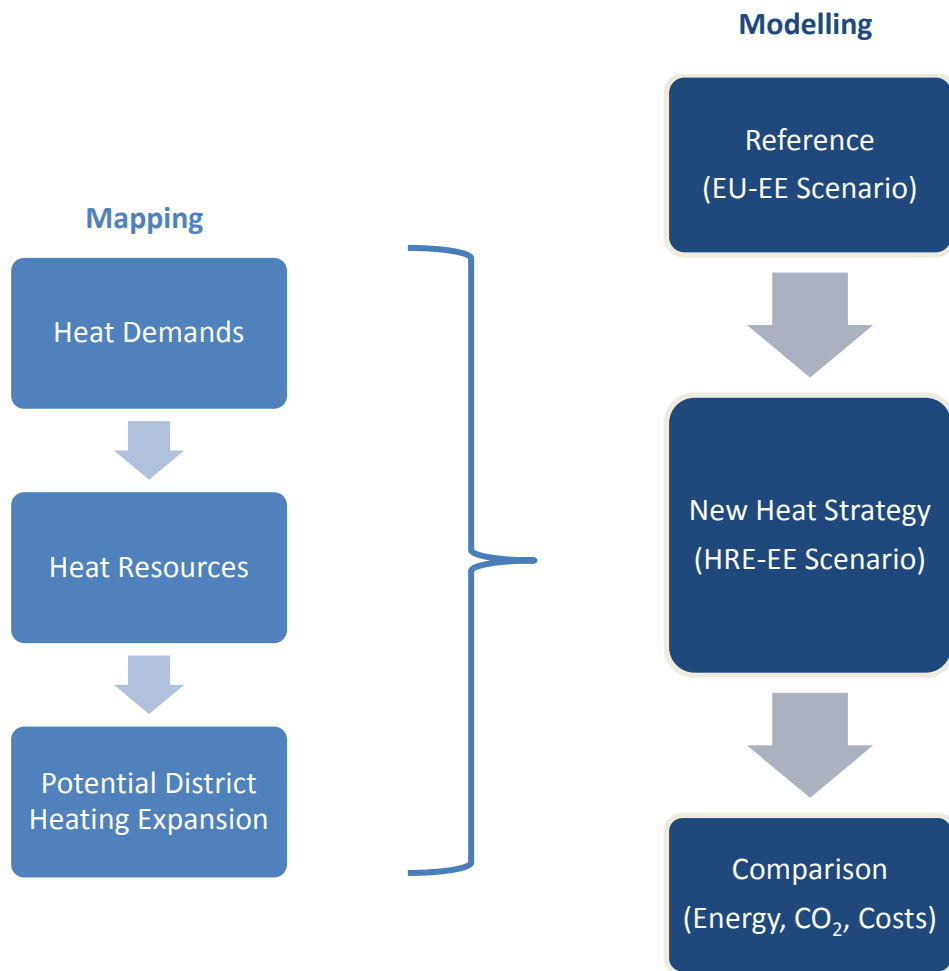 Mapping
Heat Demands
Heat Resources
Potential District
Heating Expansion
Modelling
Reference
(EU-EE Scenario)
New Heat Strategy
(HRE-EE Scenario)
Comparison
(Energy, CO₂, Costs)